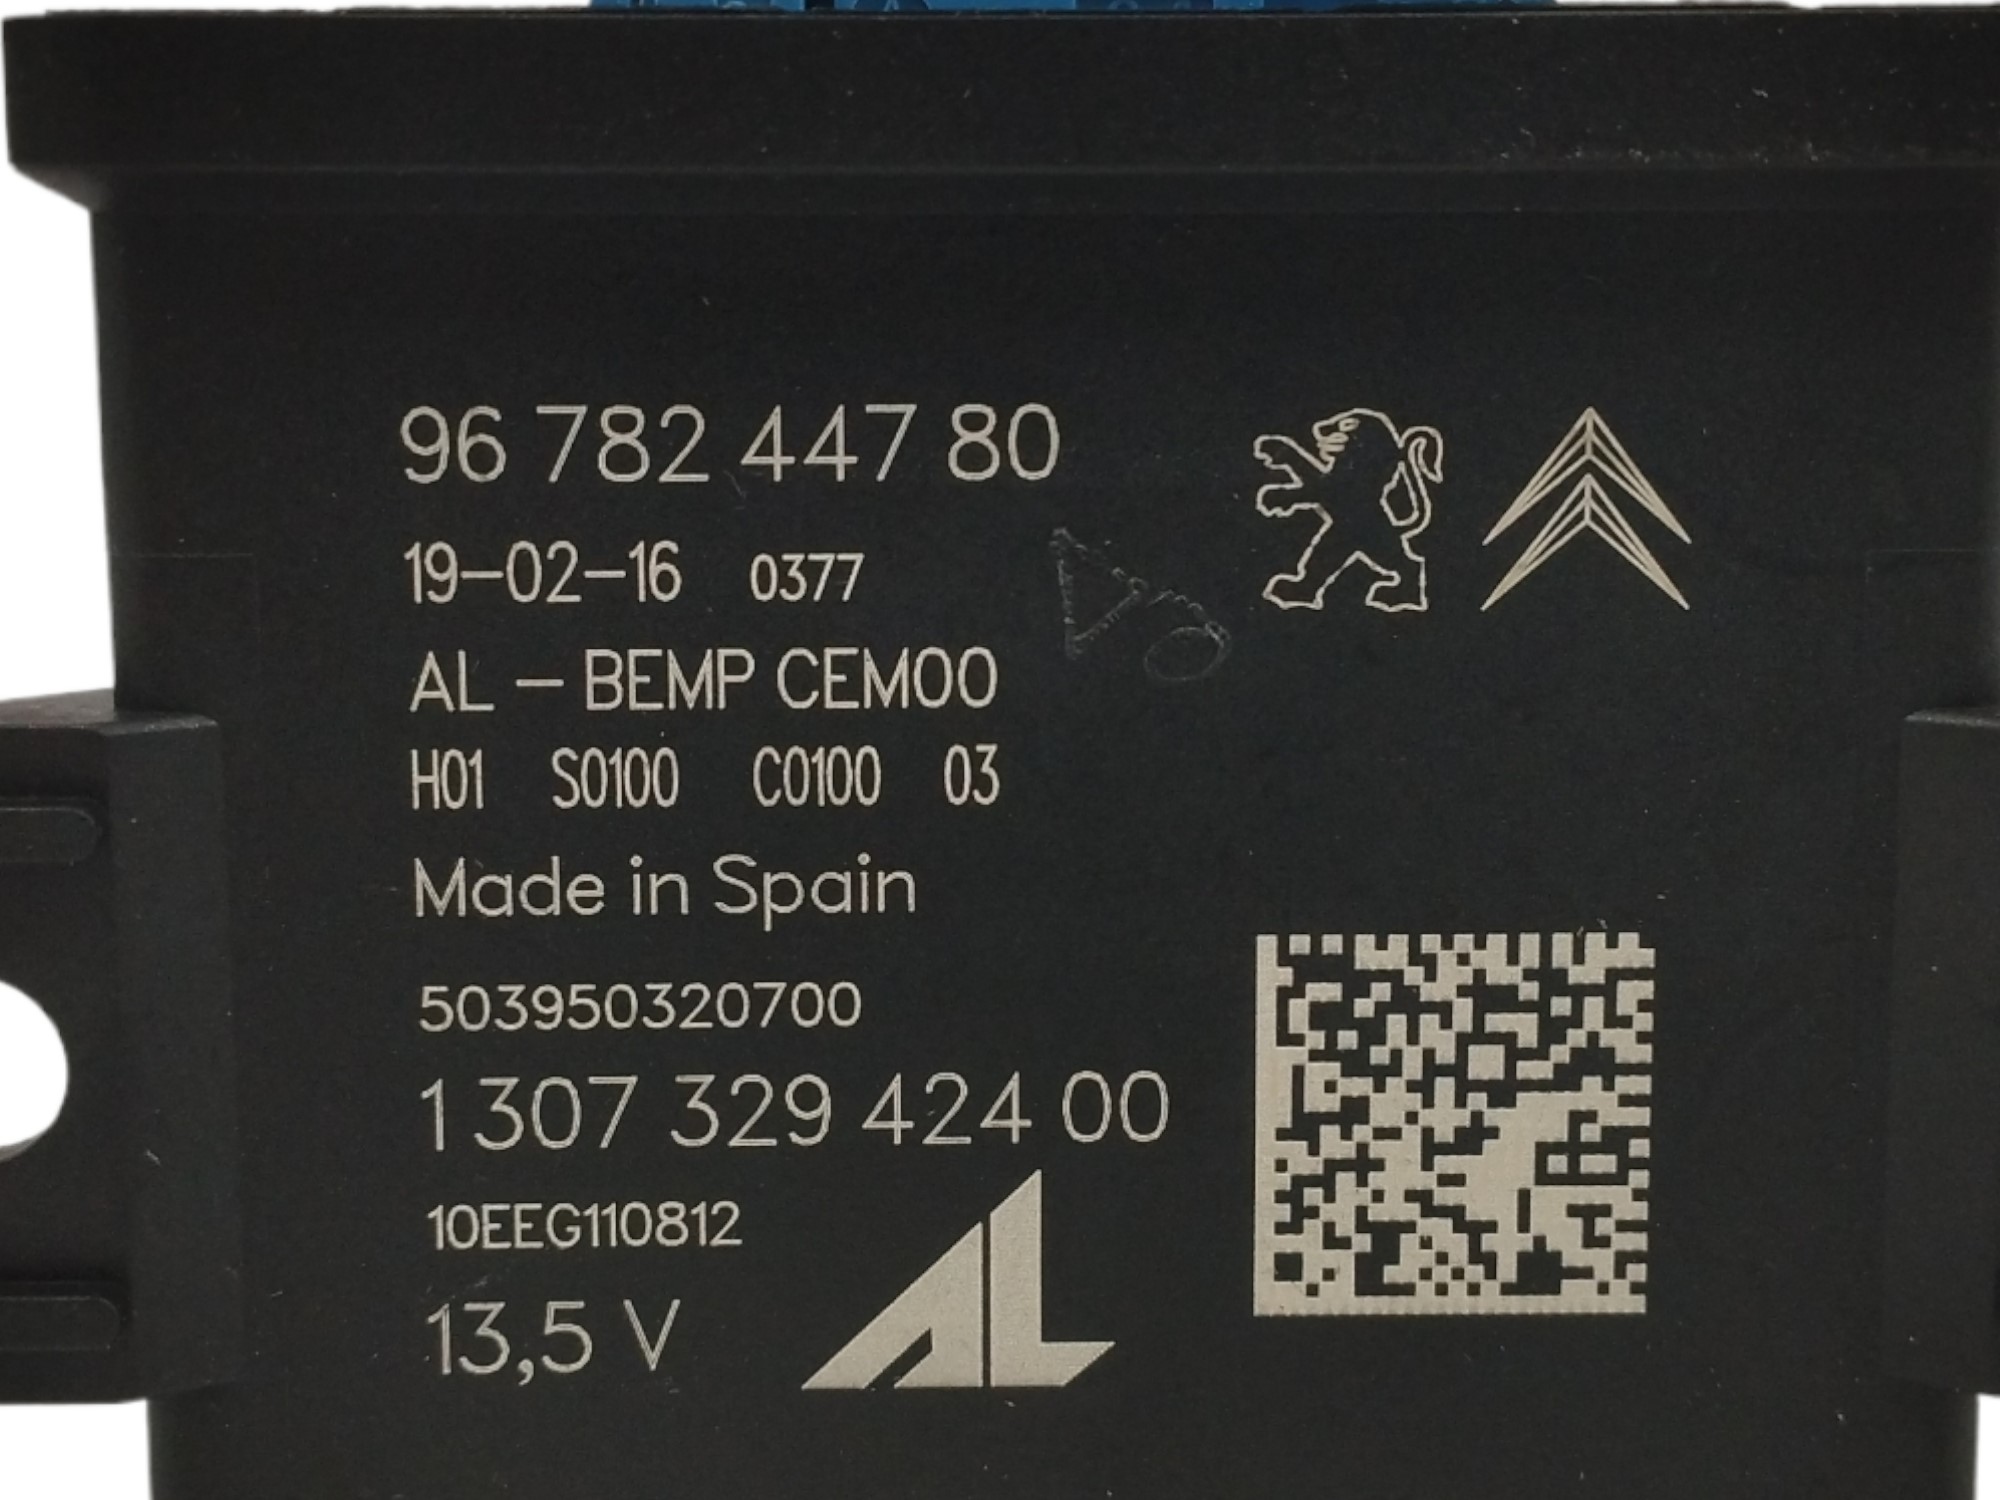 96 782 447 80
19-02-16 0377
AL - BEMP CEM00
H01 S0100 C0100 03
Made in Spain
503950320700
1 307 329 424 00
10EEG110812
13,5 V
AL